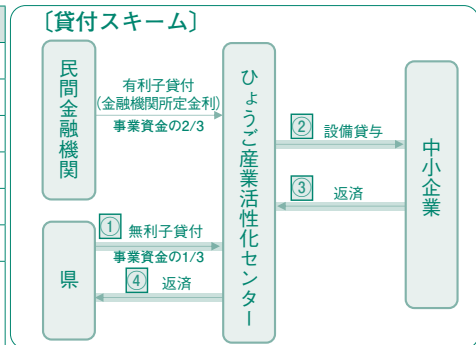 〔貸付スキーム〕
民間金融機関
有利子貸付
(金融機関所定金利)
事業資金の2/3
ひょうご産業活性化センター
② 設備貸与
③ 返済
中小企業
県
① 無利子貸付
事業資金の1/3
④ 返済